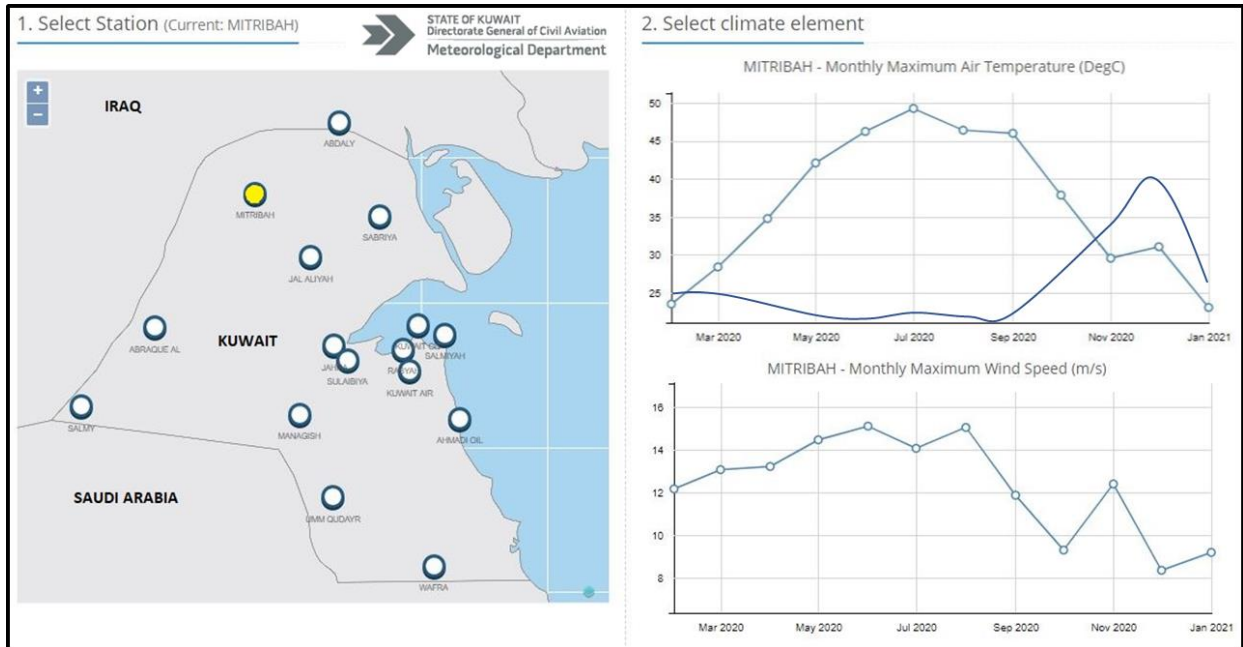 1. Select Station (Current: MITRIBAH)
STATE OF KUWAIT
Directorate General of Civil Aviation
Meteorological Department
+
−
IRAQ
ABDALY
MITRIBAH
SABRIYA
JAL ALIYAH
ABRAQUE AL
KUWAIT
SALMIYAH
SULAIBIYA
KUWAIT AIR
SALMY
MANAGISH
AHMADI OIL
SAUDI ARABIA
UMM QUDAYR
WAFRA
2. Select climate element
MITRIBAH - Monthly Maximum Air Temperature (DegC)
50
45
40
35
30
25
Mar 2020 May 2020 Jul 2020 Sep 2020 Nov 2020 Jan 2021
MITRIBAH - Monthly Maximum Wind Speed (m/s)
16
14
12
10
8
Mar 2020 May 2020 Jul 2020 Sep 2020 Nov 2020 Jan 2021